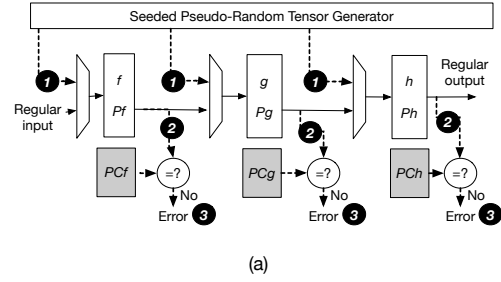 Seeded Pseudo-Random Tensor Generator
1 1 1
Regular
output
f g h
Regular
input
Pf Pg Ph
2 2 2
PCf =? PCg =? PCh =?
No No No
Error 3 Error 3 Error 3
(a)